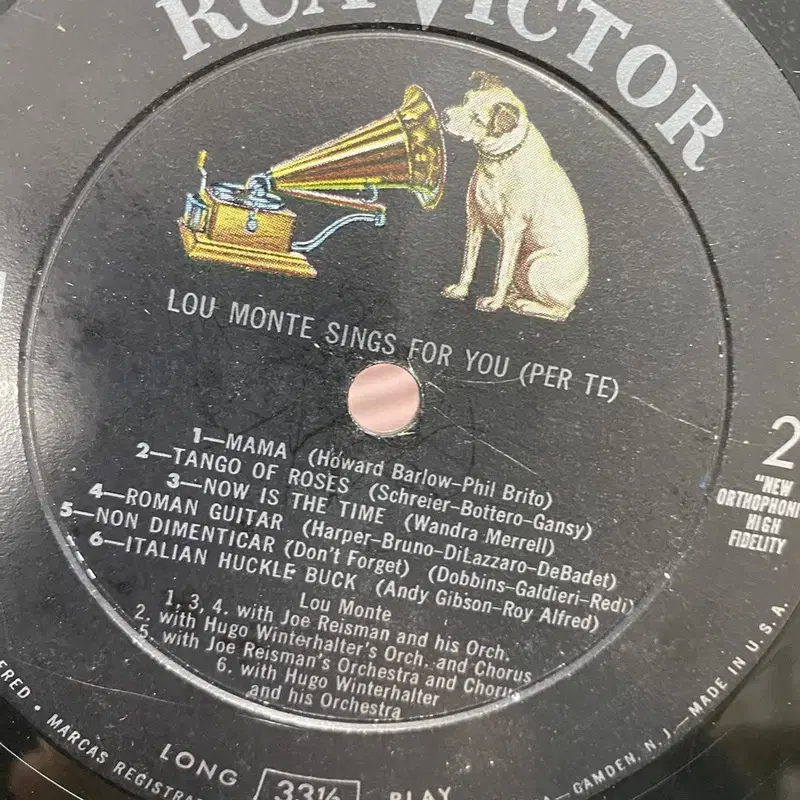 RCA VICTOR
LOU MONTE SINGS FOR YOU (PER TE)
2
"NEW
ORTHOPHONI
HIGH
FIDELITY
1—MAMA (Howard Barlow–Phil Brito)
2—TANGO OF ROSES (Schreier–Bottero–Gansy)
3—NOW IS THE TIME (Wandra Merrell)
4—ROMAN GUITAR (Harper–Bruno–DiLazzaro–DeBadet)
5—NON DIMENTICAR (Don't Forget) (Dobbins–Galdieri–Redi)
6—ITALIAN HUCKLE BUCK (Andy Gibson–Roy Alfred)
Lou Monte
1, 3, 4. with Joe Reisman and his Orch.
2. with Hugo Winterhalter's Orch. and Chorus
5. with Joe Reisman's Orchestra and Chorus
6. with Hugo Winterhalter
and his Orchestra
LONG 33⅓ PLAY
ERED • MARCAS REGISTRA
CAMDEN, N. J.—MADE IN U.S.A.